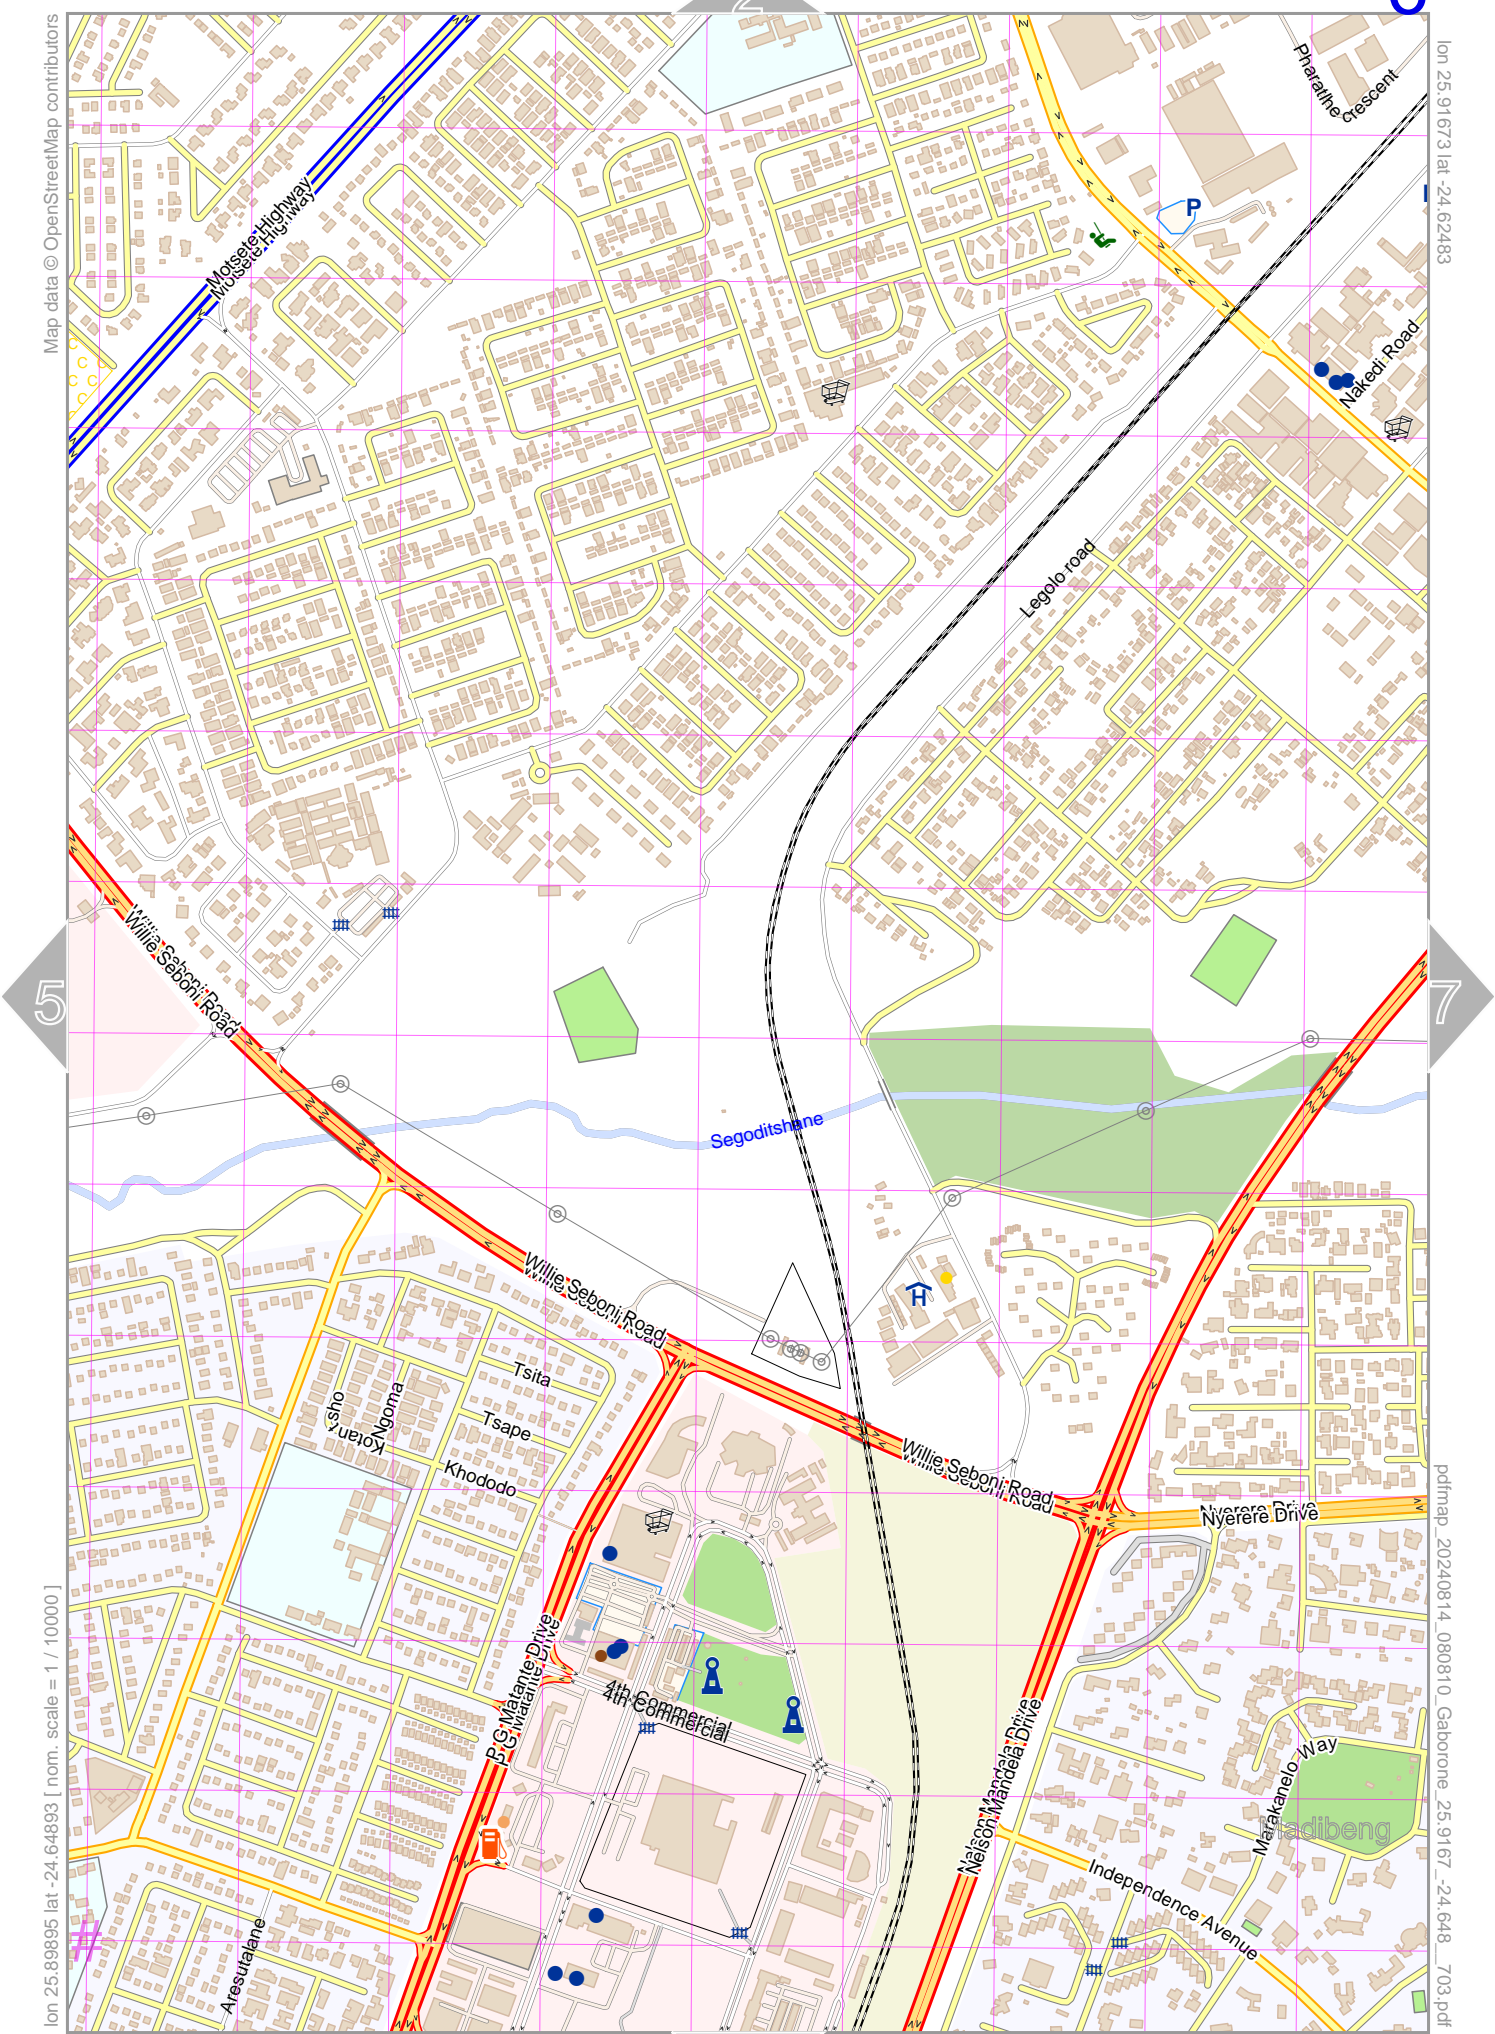 2
Map data © OpenStreetMap contributors
lon 25.91673 lat -24.62483
Pharatlhe crescent
P
Motsete Highway
Motsete Highway
Nakedi Road
Legolo road
5
7
Willie Seboni Road
Willie Seboni Road
Segoditshane
H
Willie Seboni Road
Willie Seboni Road
Tsita
Tsape
Khododo
Ngoma
Willie Seboni Road
Willie Seboni Road
Nyerere Drive
Nyerere Drive
B G Matante Drive
B G Matante Drive
4th Commercial
4th Commercial
Nelson Mandela Drive
Nelson Mandela Drive
Marakanelo Way
Independence Avenue
Aresutalane
lon 25.89895 lat -24.64893 [ nom. scale = 1 / 10000 ]
pdfmap_20240814_080810_Gaborone_25.9167_-24.648__703.pdf